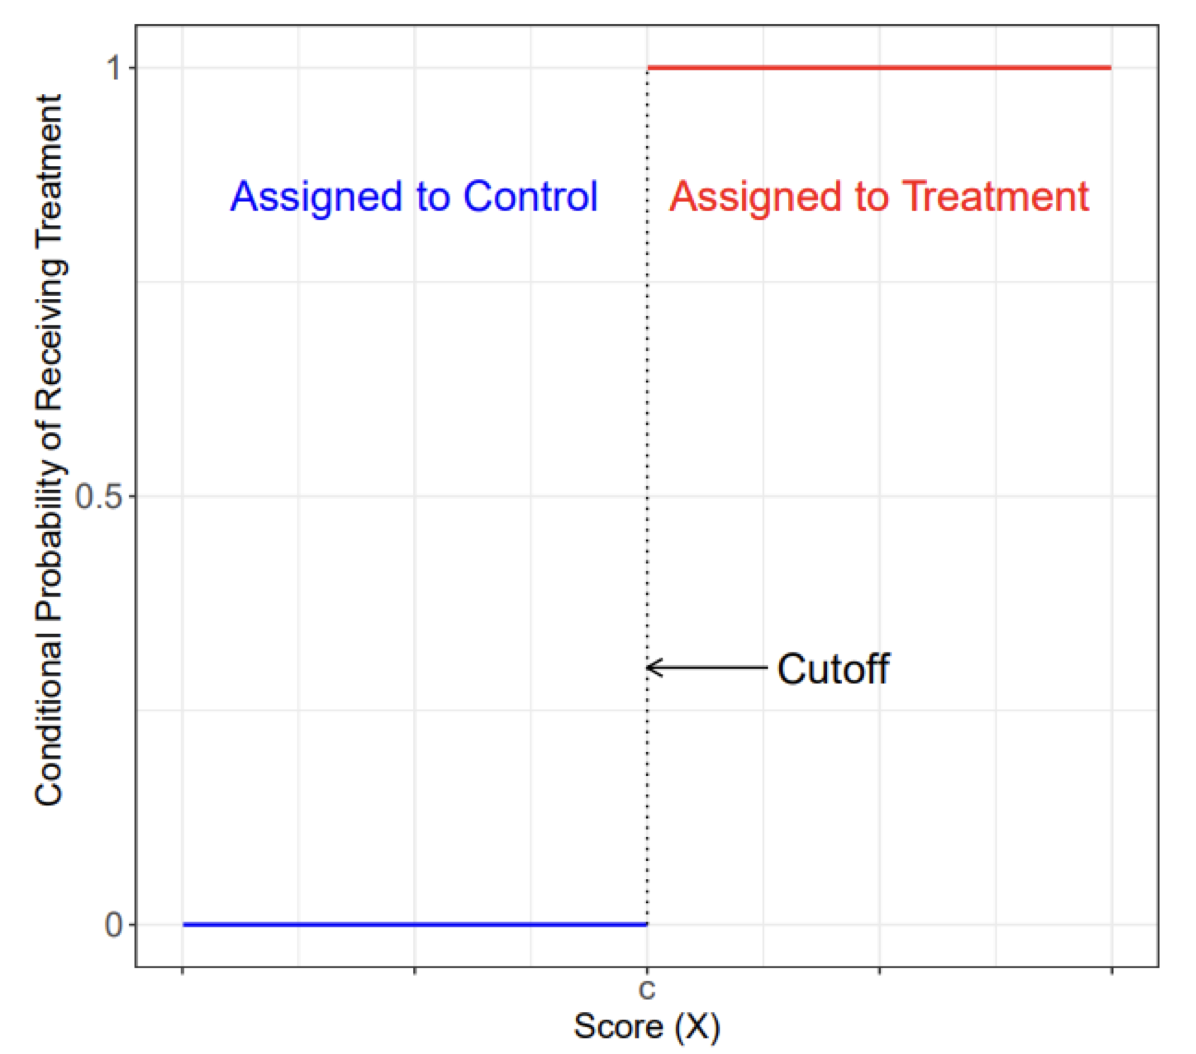 Conditional Probability of Receiving Treatment
1
0.5
0
Assigned to Control
Assigned to Treatment
Cutoff
c
Score (X)